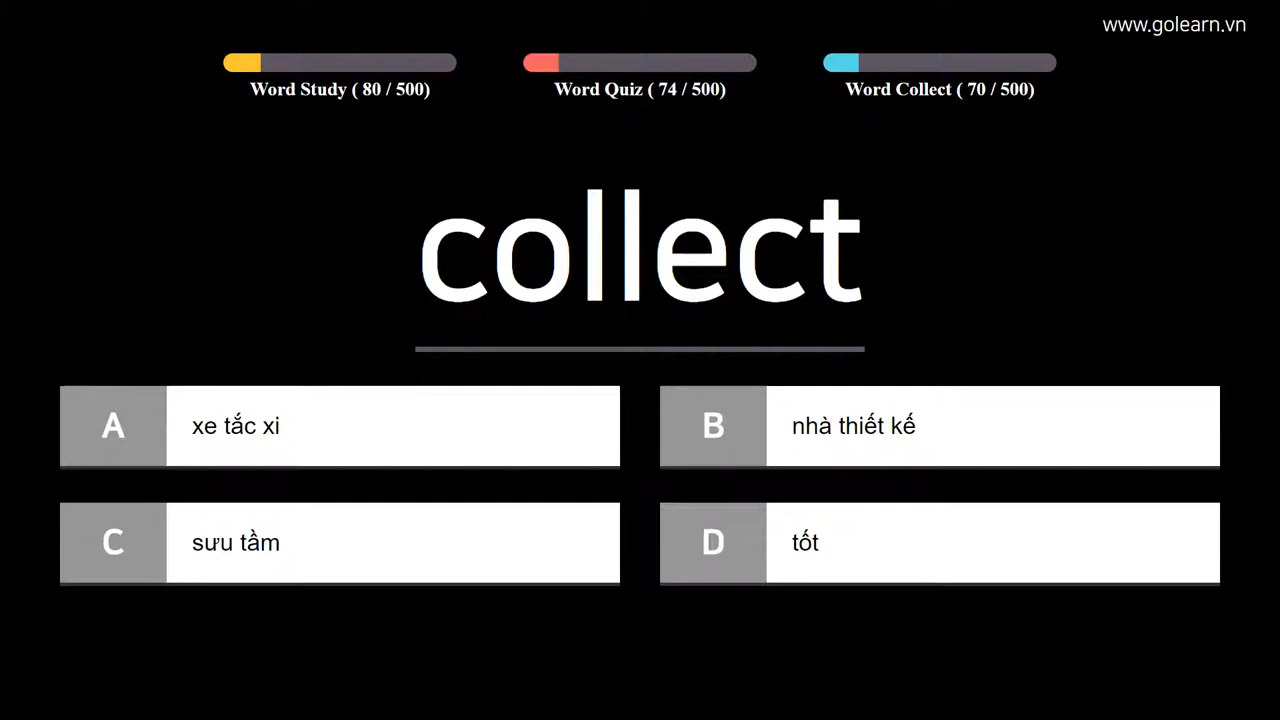 www.golearn.vn
Word Study ( 80 / 500)
Word Quiz ( 74 / 500)
Word Collect ( 70 / 500)
collect
A
xe tắc xi
B
nhà thiết kế
C
sưu tầm
D
tốt